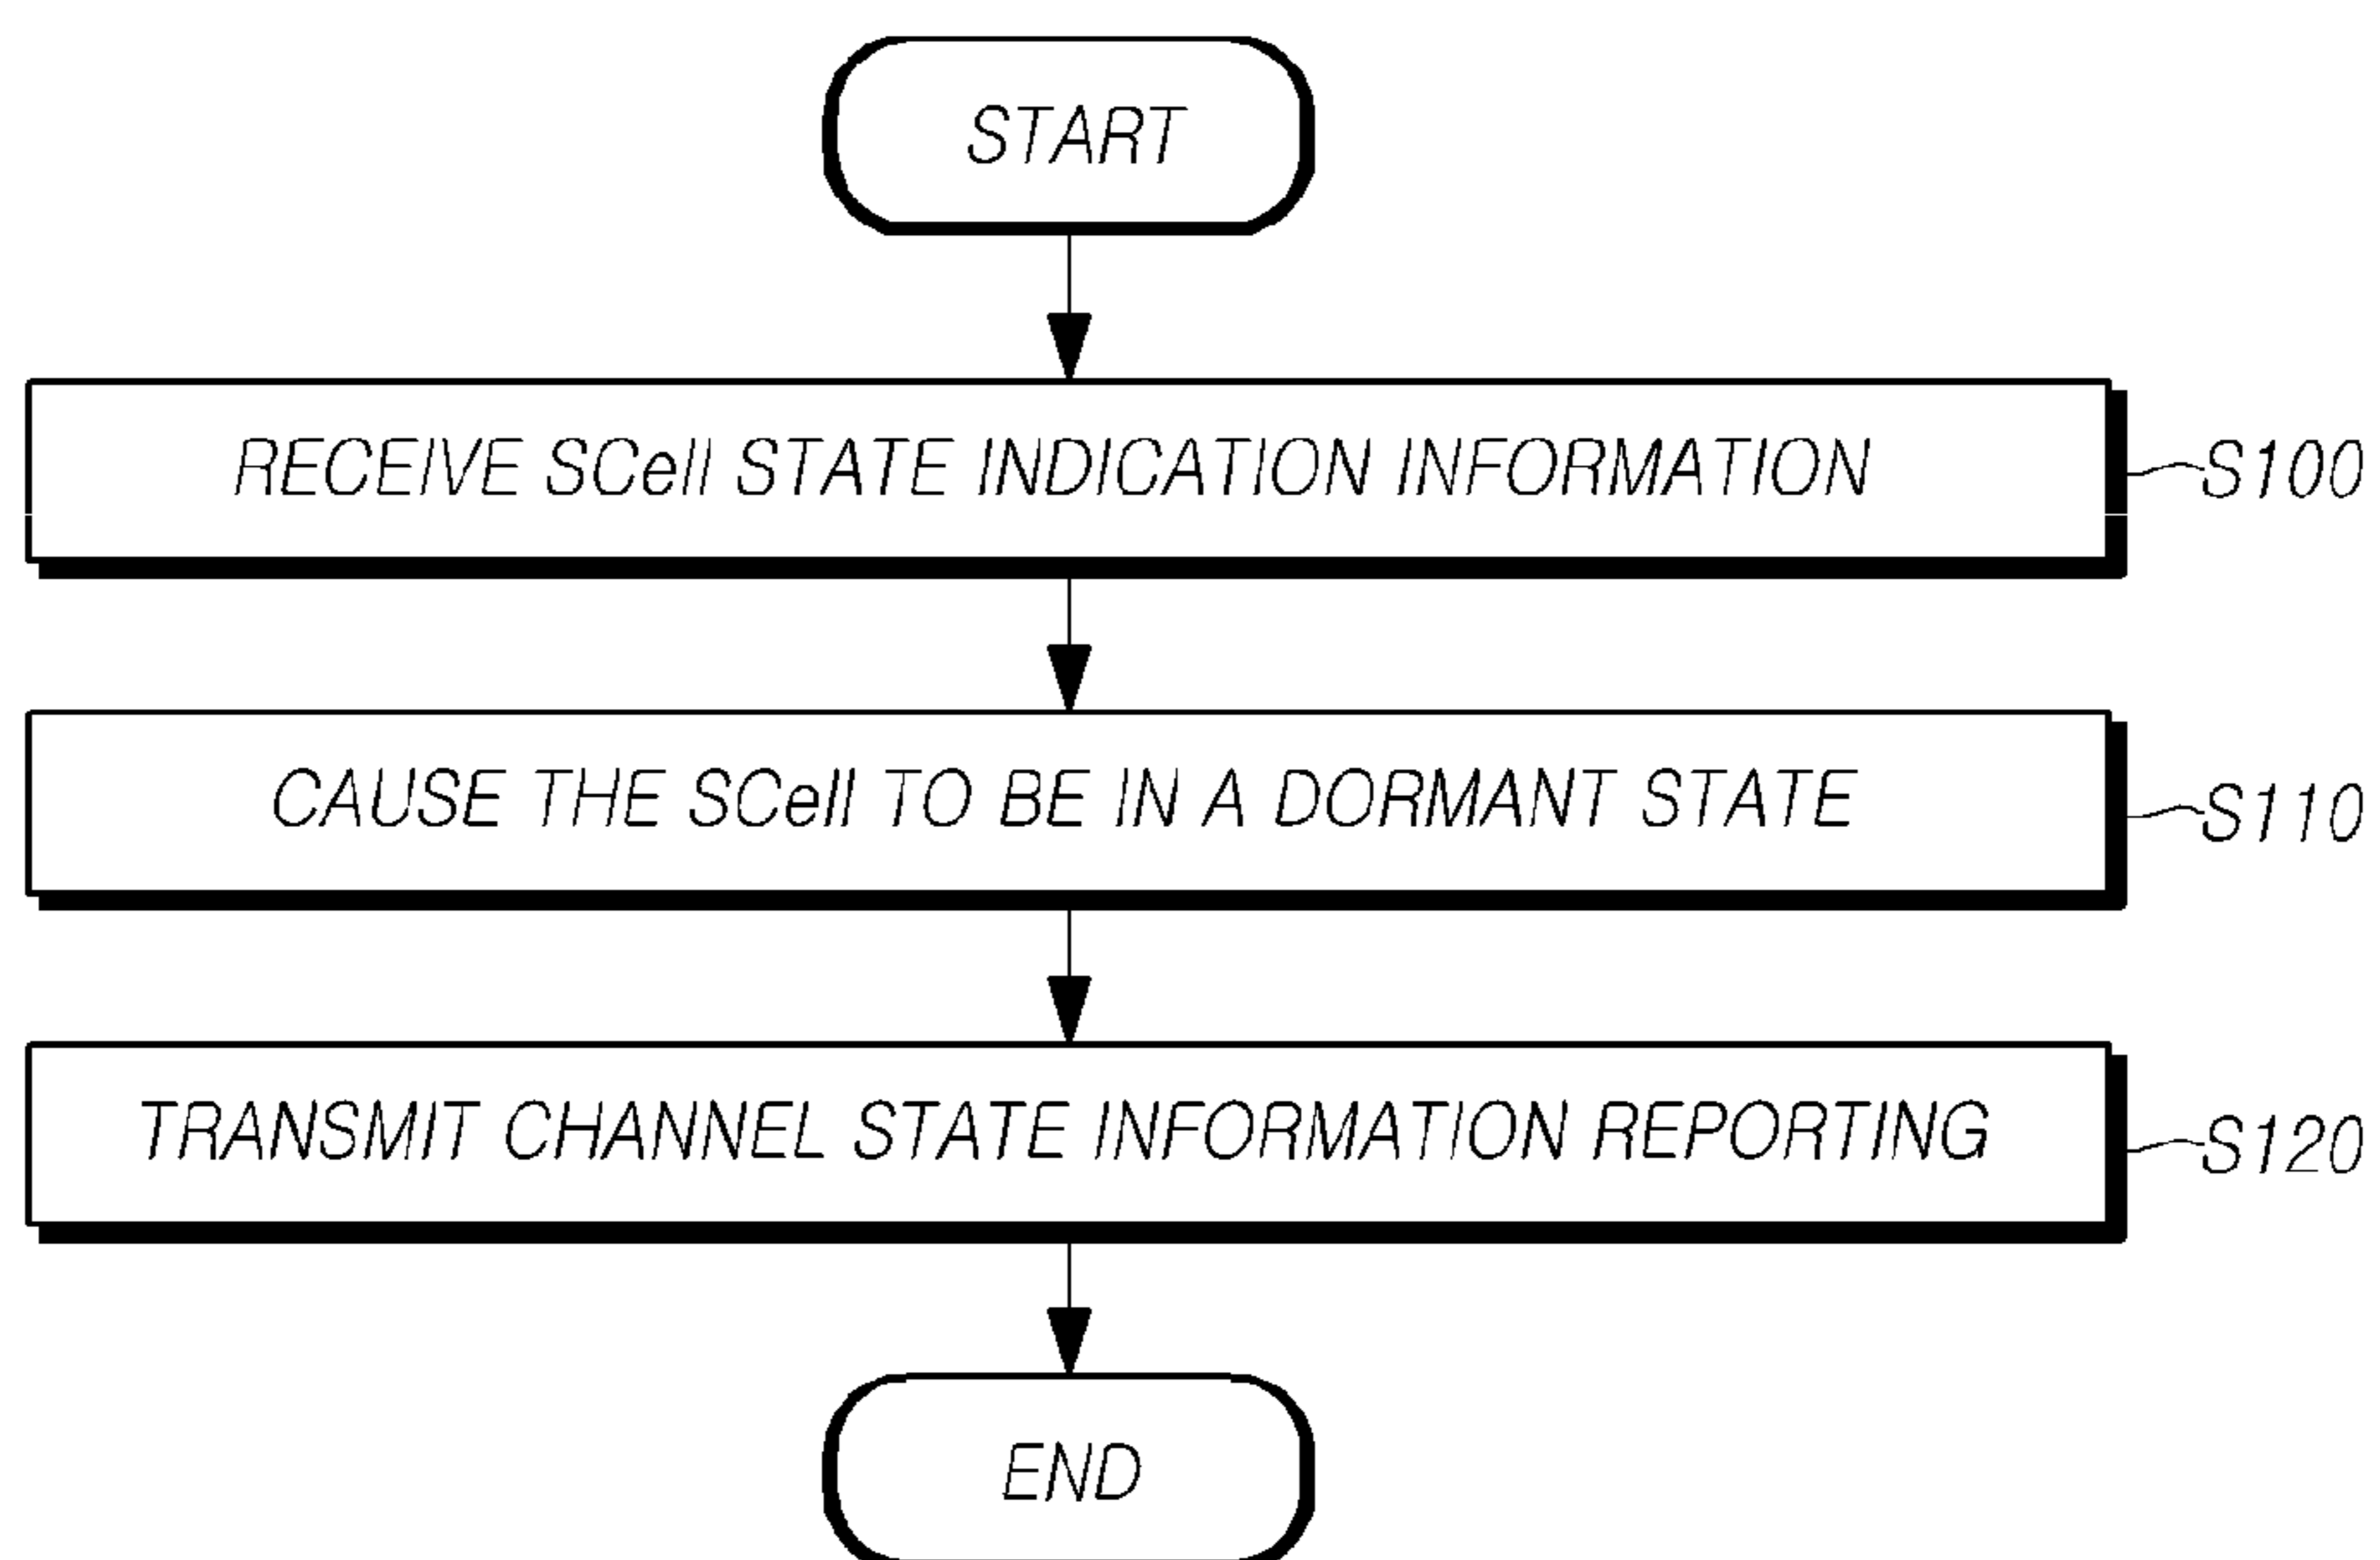 START
RECEIVE SCell STATE INDICATION INFORMATION
S100
CAUSE THE SCell TO BE IN A DORMANT STATE
S110
TRANSMIT CHANNEL STATE INFORMATION REPORTING
S120
END